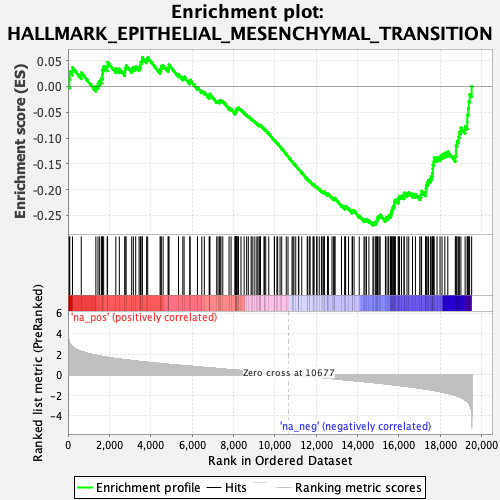 Enrichment plot:
HALLMARK_EPITHELIAL_MESENCHYMAL_TRANSITION
Enrichment score (ES)
0.05
0.00
-0.05
-0.10
-0.15
-0.20
-0.25
'na_pos' (positively correlated)
Ranked list metric (PreRanked)
6
4
2
0
-2
-4
Zero cross at 10677
'na_neg' (negatively correlated)
0
2,000
4,000
6,000
8,000
10,000
12,000
14,000
16,000
18,000
20,000
Rank in Ordered Dataset
Enrichment profile
Hits
Ranking metric scores